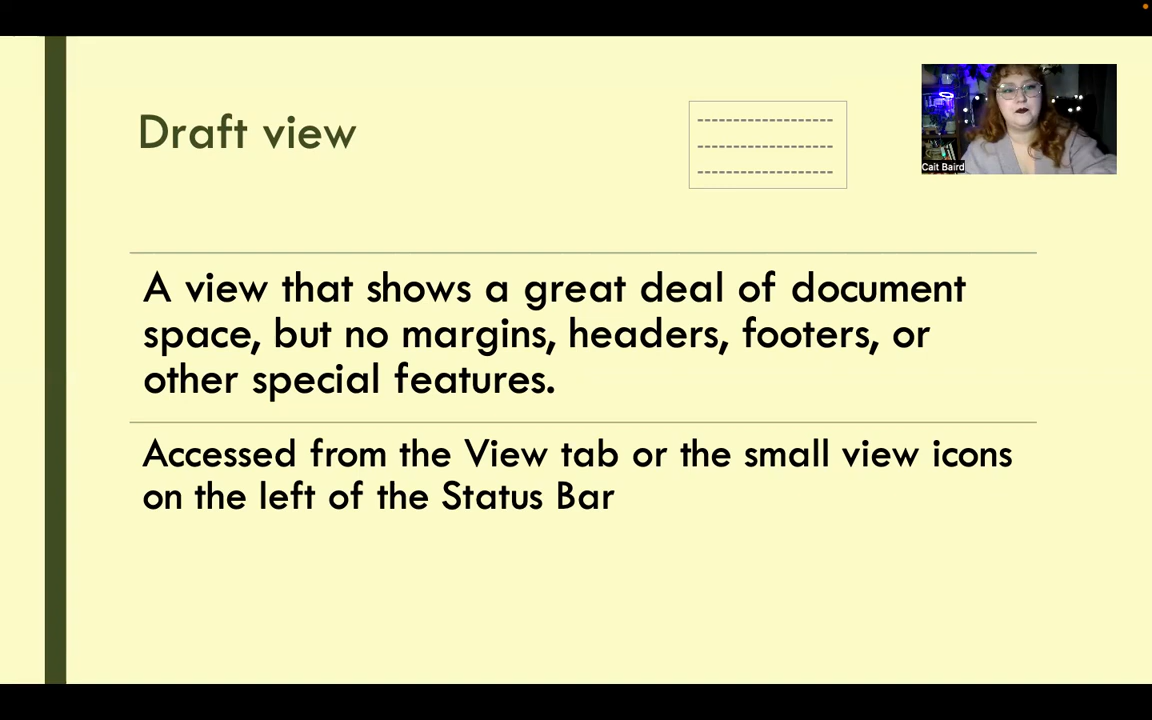 Draft view
Cait Baird
A view that shows a great deal of document
space, but no margins, headers, footers, or
other special features.
Accessed from the View tab or the small view icons
on the left of the Status Bar